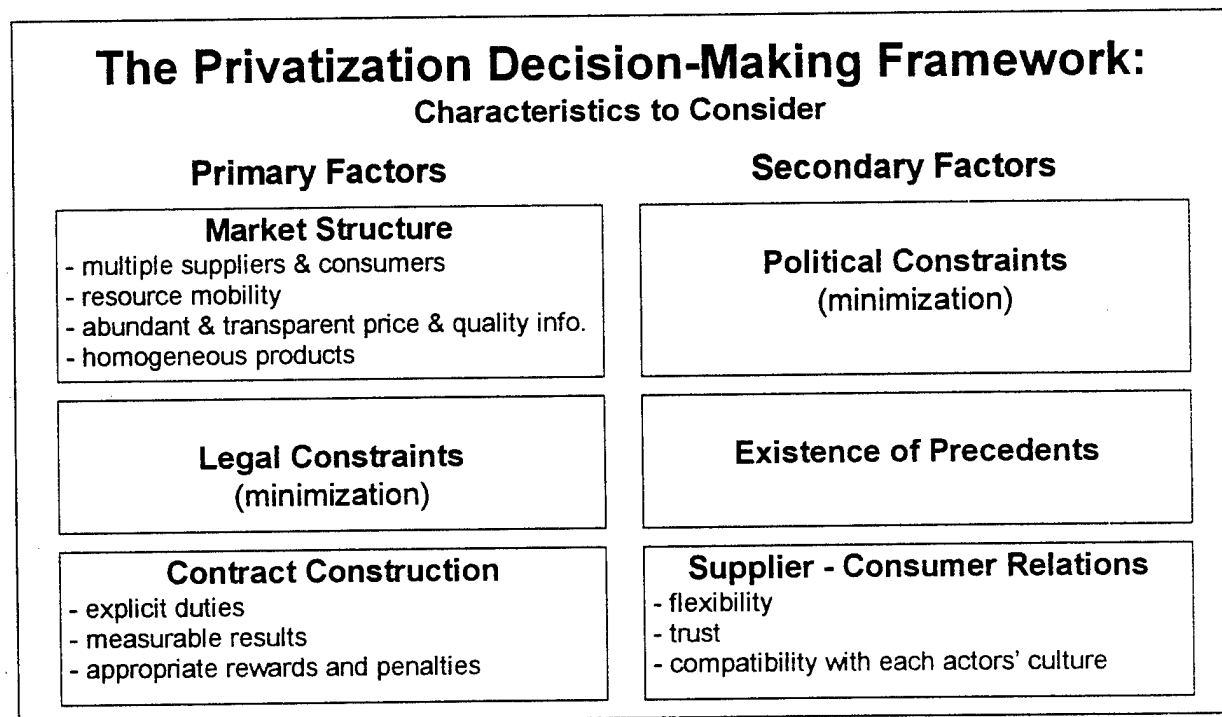 The Privatization Decision-Making Framework:
Characteristics to Consider
Primary Factors
Market Structure
- multiple suppliers & consumers
- resource mobility
- abundant & transparent price & quality info.
- homogeneous products
Legal Constraints
(minimization)
Contract Construction
- explicit duties
- measurable results
- appropriate rewards and penalties
Secondary Factors
Political Constraints
(minimization)
Existence of Precedents
Supplier - Consumer Relations
- flexibility
- trust
- compatibility with each actors' culture